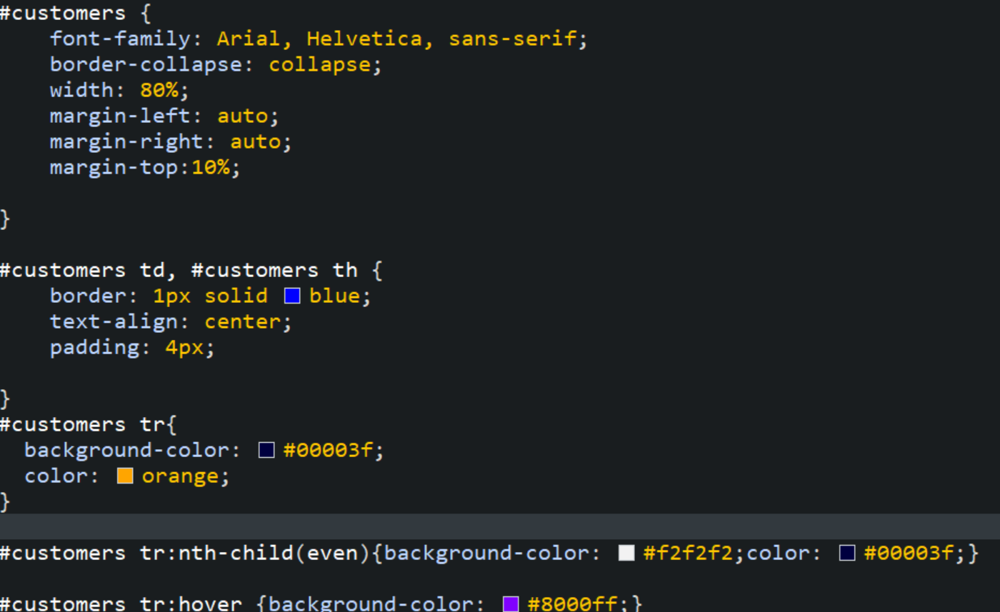 #customers {
    font-family: Arial, Helvetica, sans-serif;
    border-collapse: collapse;
    width: 80%;
    margin-left: auto;
    margin-right: auto;
    margin-top:10%;
}
#customers td, #customers th {
    border: 1px solid blue;
    text-align: center;
    padding: 4px;
}
#customers tr{
  background-color: #00003f;
  color: orange;
}
#customers tr:nth-child(even){background-color: #f2f2f2;color: #00003f;}
#customers tr:hover {background-color: #8000ff;}